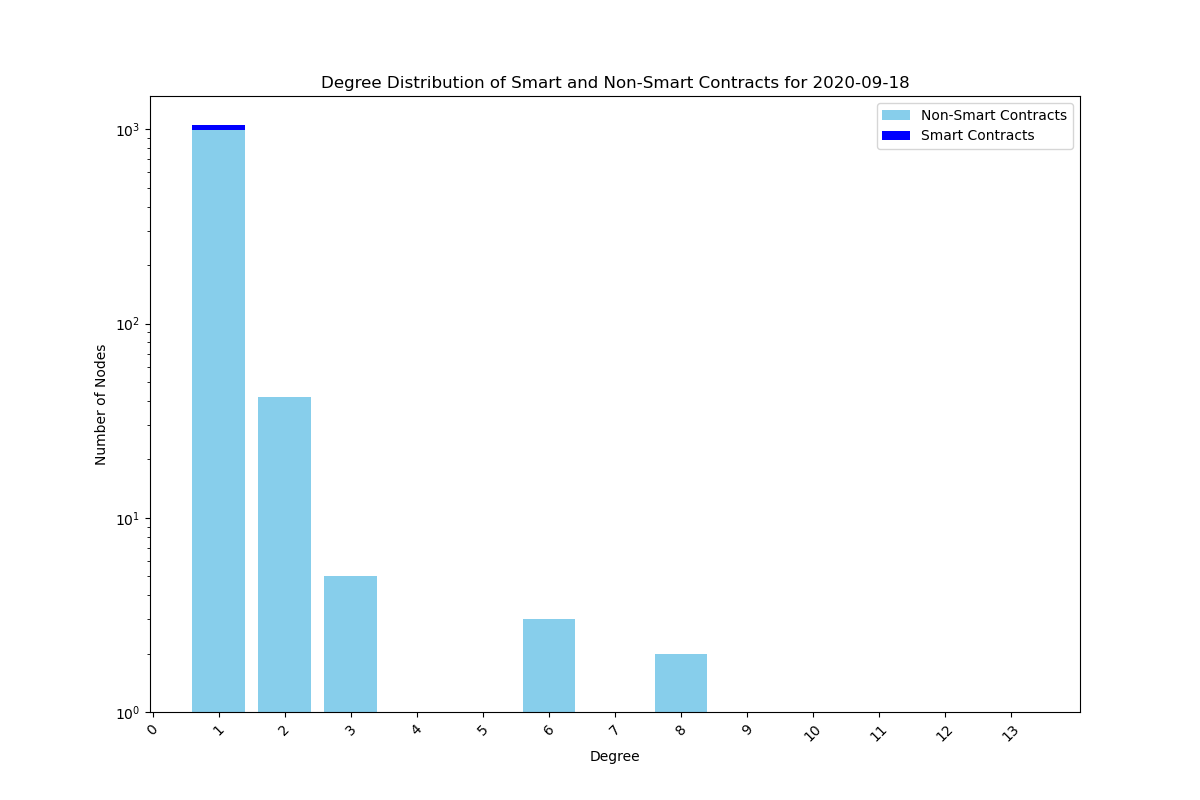 Degree Distribution of Smart and Non-Smart Contracts for 2020-09-18
Non-Smart Contracts
Smart Contracts
Number of Nodes
10³
10²
10¹
10⁰
0 1 2 3 4 5 6 7 8 9 10 11 12 13
Degree